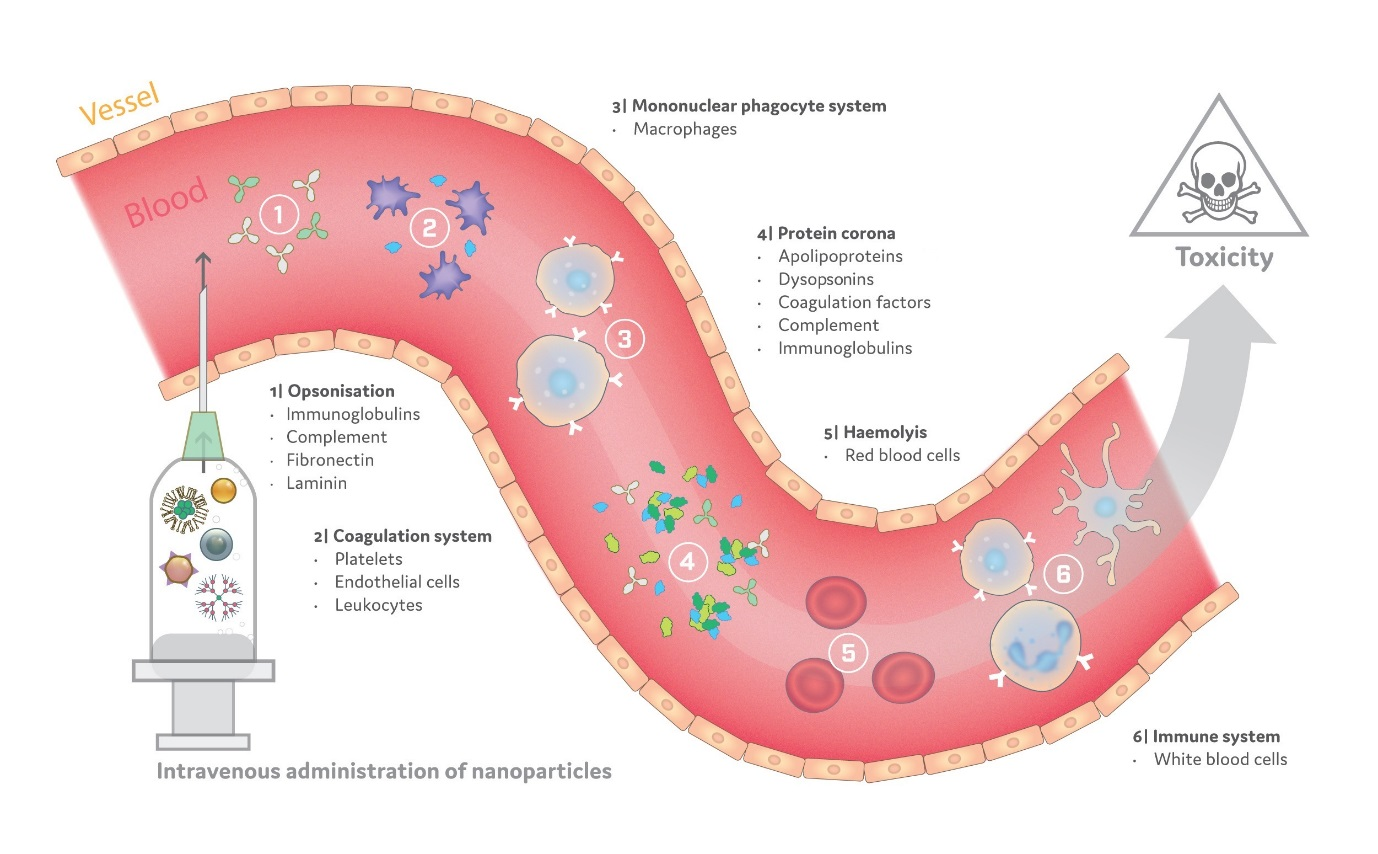 Vessel
Blood
1
2
3
4
5
6
3| Mononuclear phagocyte system
· Macrophages
4| Protein corona
· Apolipoproteins
· Dysopsonins
· Coagulation factors
· Complement
· Immunoglobulins
Toxicity
1| Opsonisation
· Immunoglobulins
· Complement
· Fibronectin
· Laminin
5| Haemolyis
· Red blood cells
2| Coagulation system
· Platelets
· Endothelial cells
· Leukocytes
6| Immune system
· White blood cells
Intravenous administration of nanoparticles